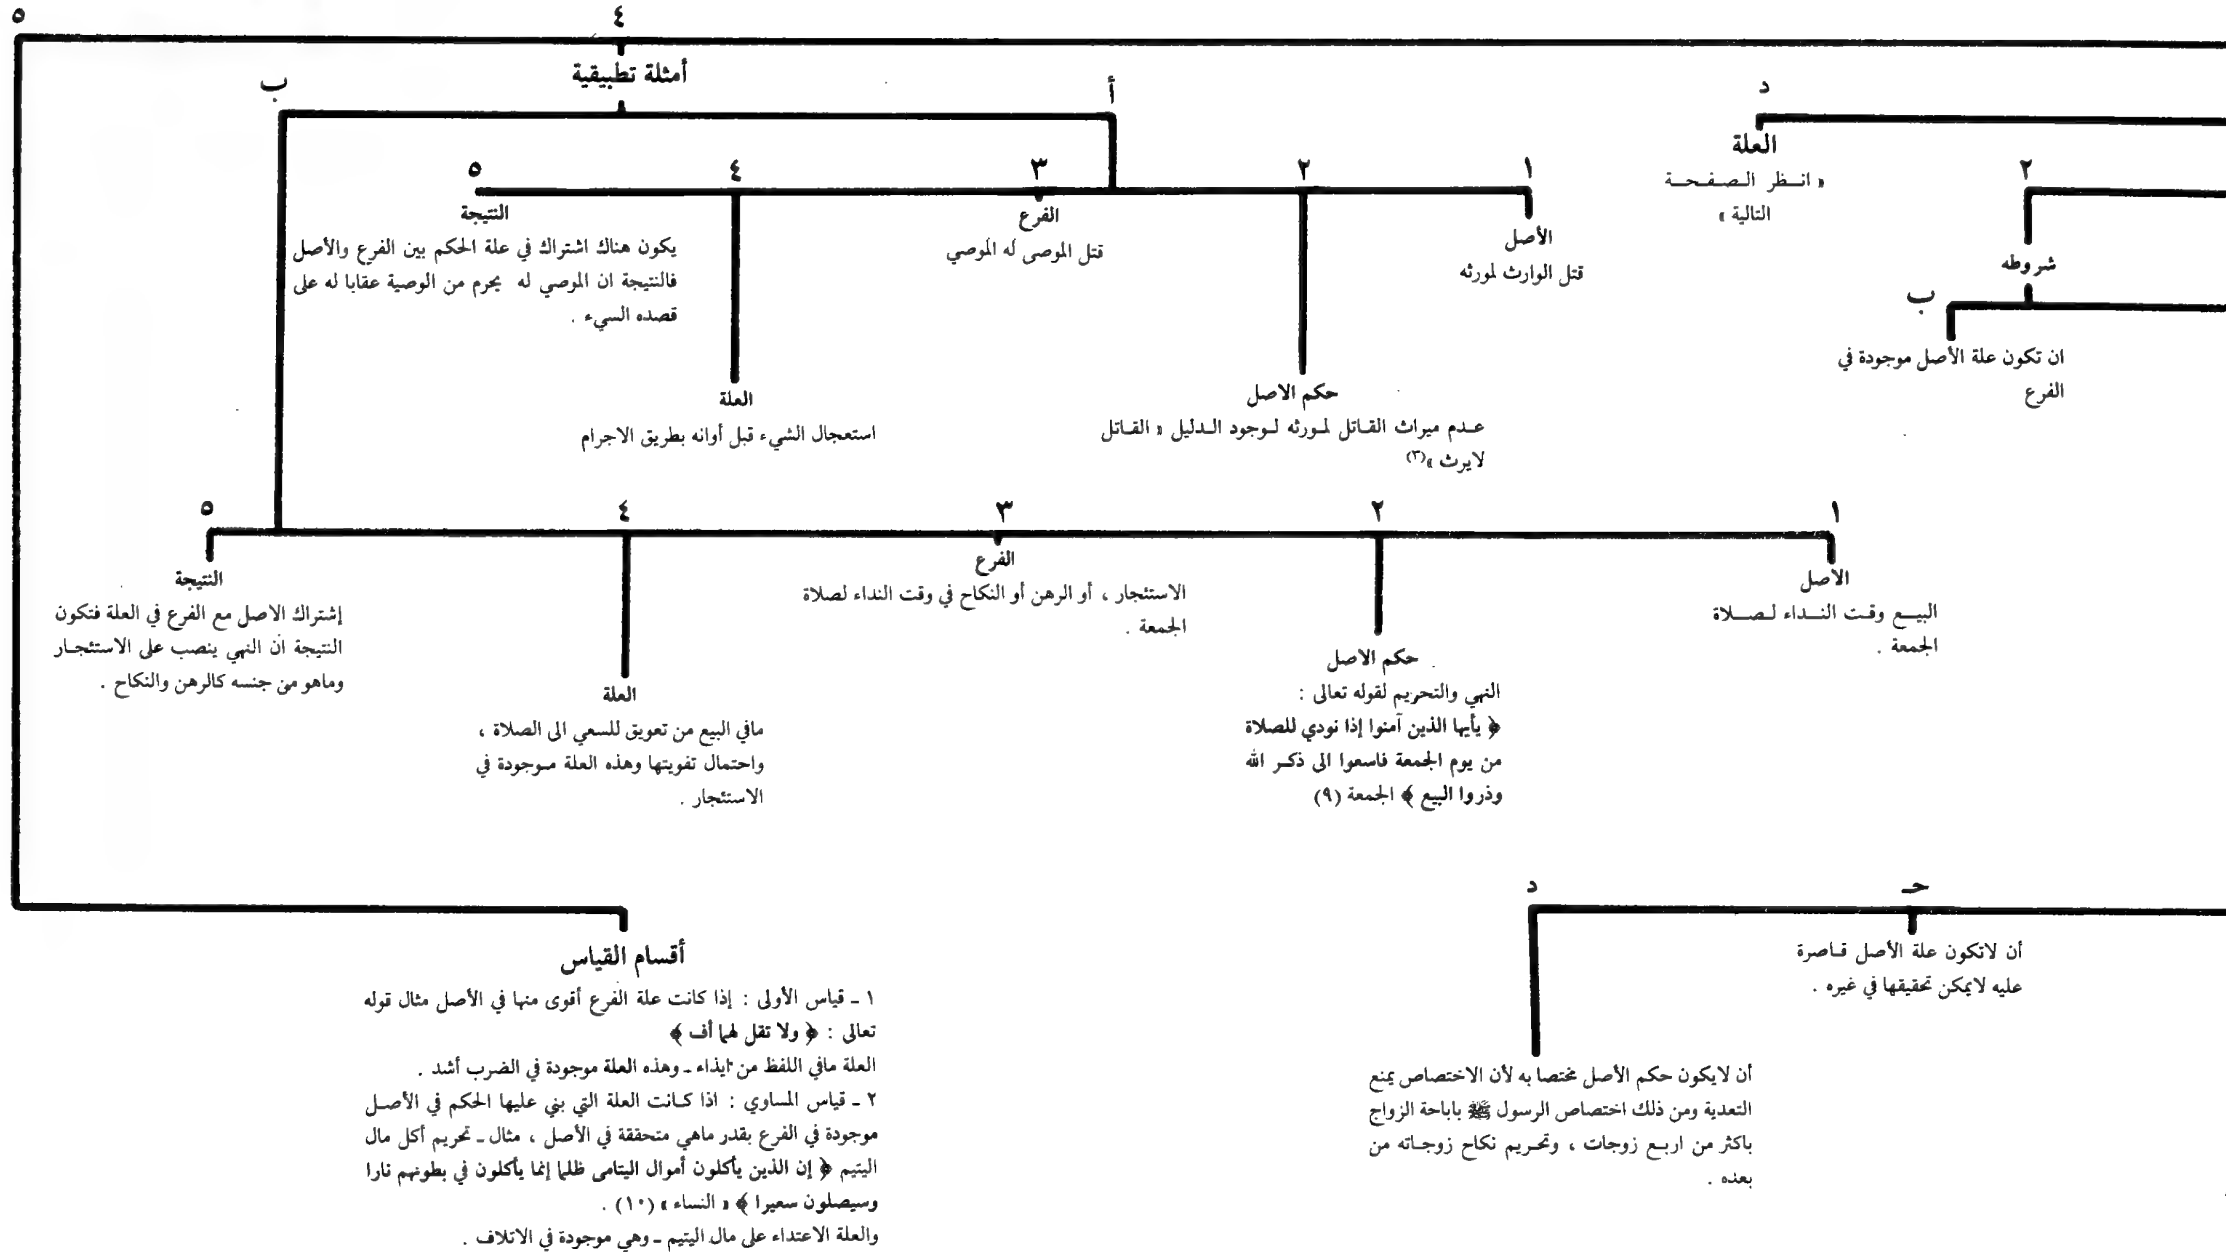 ٤
٥
أمثلة تطبيقية
د
أ
ب
العلة
« انظر الصفحة
التالية »
٢
شروطه
ب
ان تكون علة الأصل موجودة في
الفرع
١
٢
٣
٤
٥
الأصل
قتل الوارث لمورثه
حكم الاصل
عدم ميراث القاتل لمورثه لوجود الدليل « القاتل
لايرث »(٣)
الفرع
قتل الموصى له الموصي
العلة
استعجال الشيء قبل أوانه بطريق الاجرام
النتيجة
يكون هناك اشتراك في علة الحكم بين الفرع والأصل
فالنتيجة ان الموصي له يحرم من الوصية عقابا له على
قصده السيء .
١
٢
٣
٤
٥
الاصل
البيع وقت النداء لصلاة
الجمعة .
حكم الاصل
النهي والتحريم لقوله تعالى :
﴿ يأيها الذين آمنوا إذا نودي للصلاة
من يوم الجمعة فاسعوا الى ذكر الله
وذروا البيع ﴾ الجمعة (٩)
الفرع
الاستئجار ، أو الرهن أو النكاح في وقت النداء لصلاة
الجمعة .
العلة
مافي البيع من تعويق للسعي الى الصلاة ،
واحتمال تفويتها وهذه العلة موجودة في
الاستئجار .
النتيجة
إشتراك الاصل مع الفرع في العلة فتكون
النتيجة ان النهي ينصب على الاستئجار
وماهو من جنسه كالرهن والنكاح .
حـ
د
أن لاتكون علة الأصل قاصرة
عليه لايمكن تحقيقها في غيره .
أن لايكون حكم الأصل مختصا به لأن الاختصاص يمنع
التعدية ومن ذلك اختصاص الرسول ﷺ باباحة الزواج
باكثر من اربع زوجات ، وتحريم نكاح زوجاته من
بعده .
أقسام القياس
١ ـ قياس الأولى : إذا كانت علة الفرع أقوى منها في الأصل مثال قوله
تعالى : ﴿ ولا تقل لهما أف ﴾
العلة مافي اللفظ من ايذاء ـ وهذه العلة موجودة في الضرب أشد .
٢ ـ قياس المساوي : اذا كانت العلة التي بني عليها الحكم في الأصل
موجودة في الفرع بقدر ماهي متحققة في الأصل ، مثال ـ تحريم أكل مال
اليتيم ﴿ إن الذين يأكلون أموال اليتامى ظلما إنما يأكلون في بطونهم نارا
وسيصلون سعيرا ﴾ « النساء » (١٠) .
والعلة الاعتداء على مال اليتيم ـ وهي موجودة في الاتلاف .